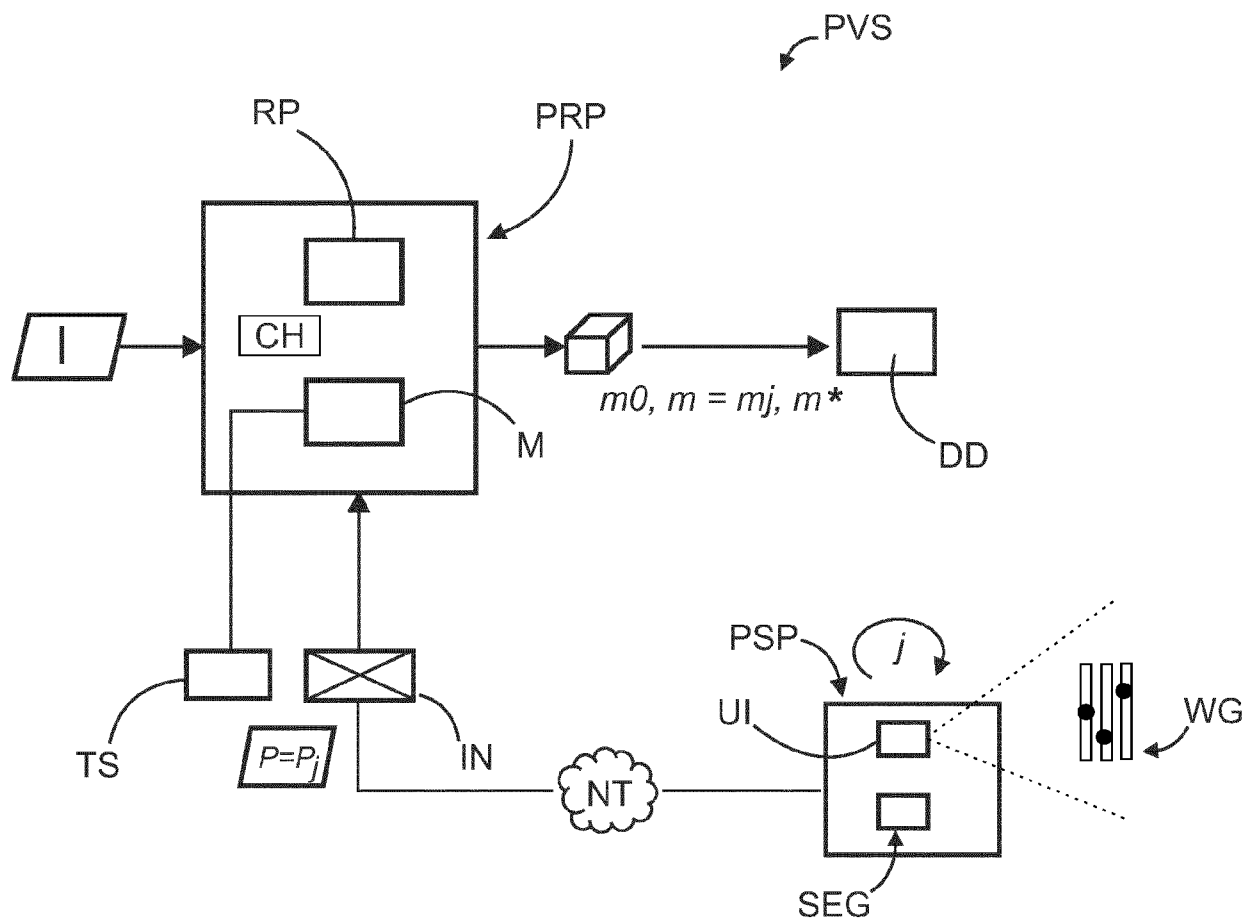 PVS
RP
PRP
I
CH
m0, m = mj, m*
M
DD
PSP
j
UI
WG
TS
P=Pj
IN
NT
SEG